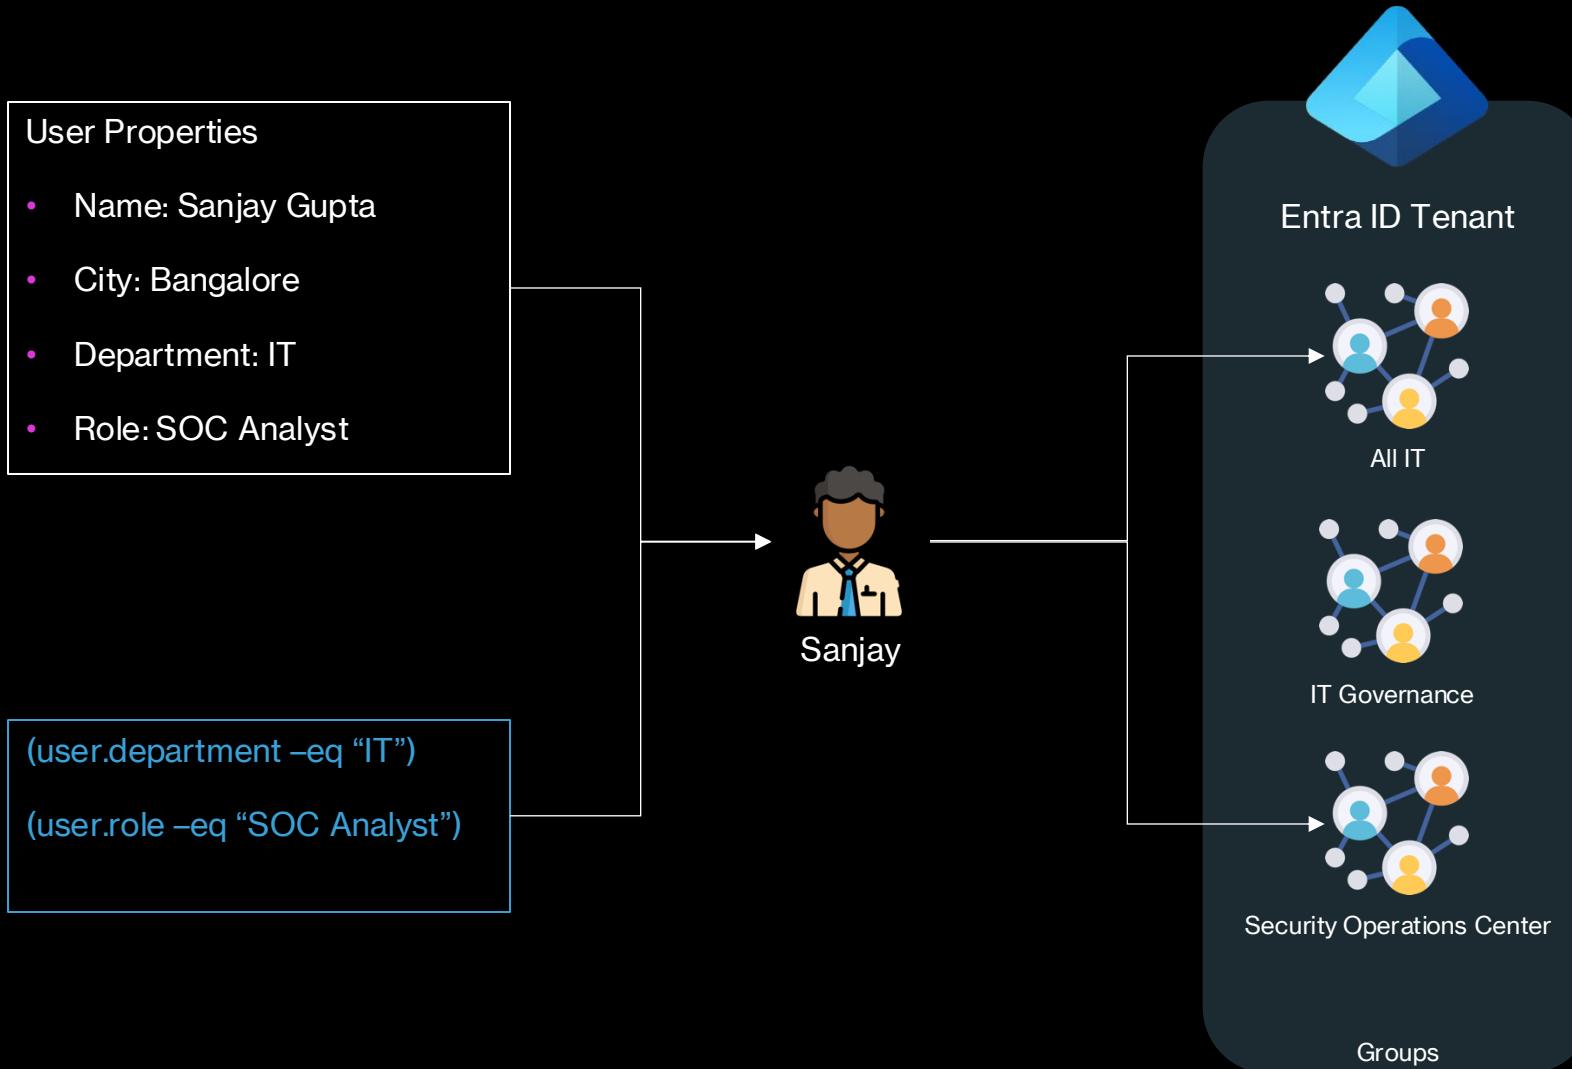 User Properties
• Name: Sanjay Gupta
• City: Bangalore
• Department: IT
• Role: SOC Analyst
(user.department –eq “IT”)
(user.role –eq “SOC Analyst”)
Sanjay
Entra ID Tenant
All IT
IT Governance
Security Operations Center
Groups